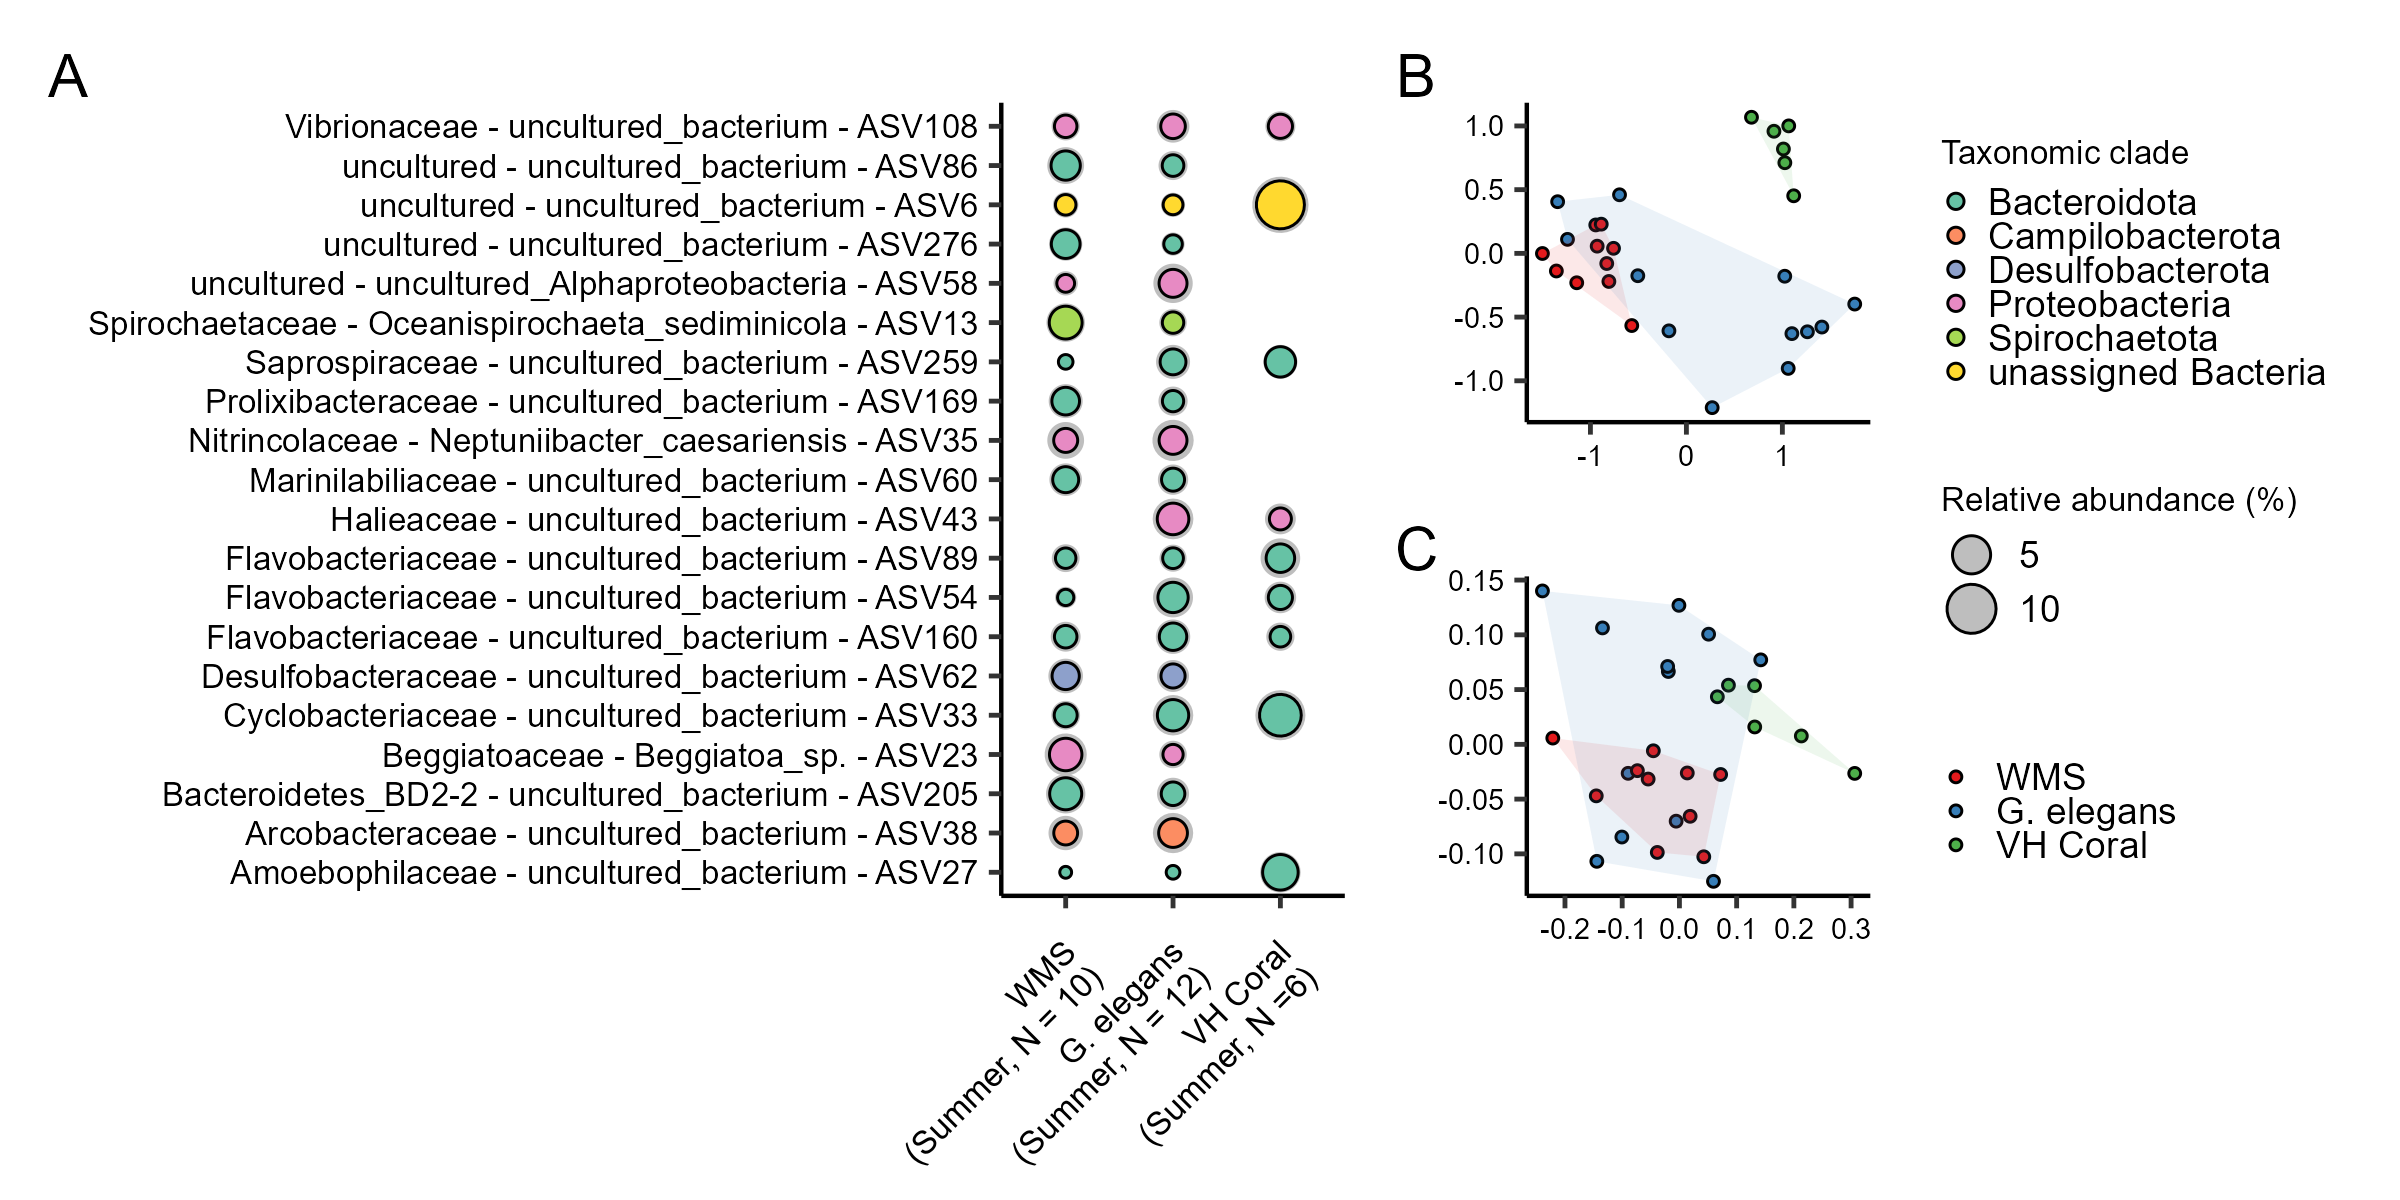 A
Vibrionaceae - uncultured_bacterium - ASV108
uncultured - uncultured_bacterium - ASV86
uncultured - uncultured_bacterium - ASV6
uncultured - uncultured_bacterium - ASV276
uncultured - uncultured_Alphaproteobacteria - ASV58
Spirochaetaceae - Oceanispirochaeta_sediminicola - ASV13
Saprospiraceae - uncultured_bacterium - ASV259
Prolixibacteraceae - uncultured_bacterium - ASV169
Nitrincolaceae - Neptuniibacter_caesariensis - ASV35
Marinilabiliaceae - uncultured_bacterium - ASV60
Halieaceae - uncultured_bacterium - ASV43
Flavobacteriaceae - uncultured_bacterium - ASV89
Flavobacteriaceae - uncultured_bacterium - ASV54
Flavobacteriaceae - uncultured_bacterium - ASV160
Desulfobacteraceae - uncultured_bacterium - ASV62
Cyclobacteriaceae - uncultured_bacterium - ASV33
Beggiatoaceae - Beggiatoa_sp. - ASV23
Bacteroidetes_BD2-2 - uncultured_bacterium - ASV205
Arcobacteraceae - uncultured_bacterium - ASV38
Amoebophilaceae - uncultured_bacterium - ASV27
WMS
(Summer, N = 10)
G. elegans
(Summer, N = 12)
VH Coral
(Summer, N =6)
B
1.0
0.5
0.0
-0.5
-1.0
-1 0 1
C
0.15
0.10
0.05
0.00
-0.05
-0.10
-0.2 -0.1 0.0 0.1 0.2 0.3
Taxonomic clade
Bacteroidota
Campilobacterota
Desulfobacterota
Proteobacteria
Spirochaetota
unassigned Bacteria
Relative abundance (%)
5
10
WMS
G. elegans
VH Coral